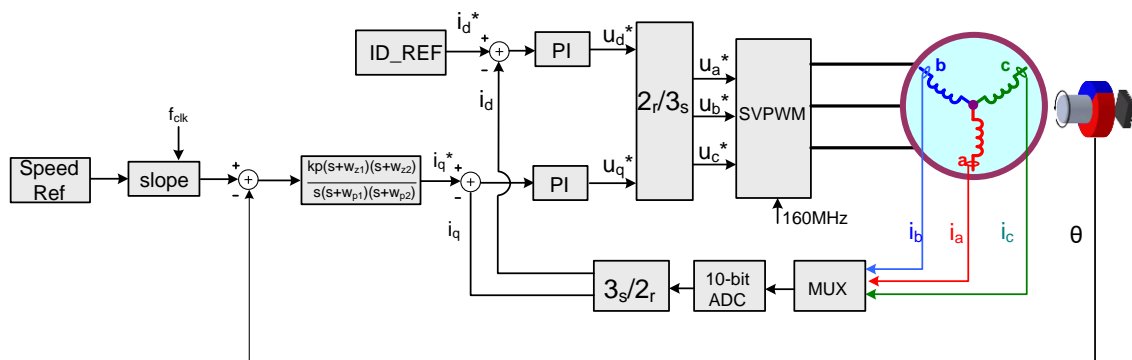 i_d*
ID_REF
+
-
PI
u_d*
i_d
2_r/3_s
u_a*
u_b*
u_c*
SVPWM
160MHz
b
c
a
f_clk
Speed
Ref
slope
+
-
kp(s+w_z1)(s+w_z2)
s(s+w_p1)(s+w_p2)
i_q*
+
-
i_q
PI
u_q*
i_b
i_a
i_c
θ
3_s/2_r
10-bit
ADC
MUX